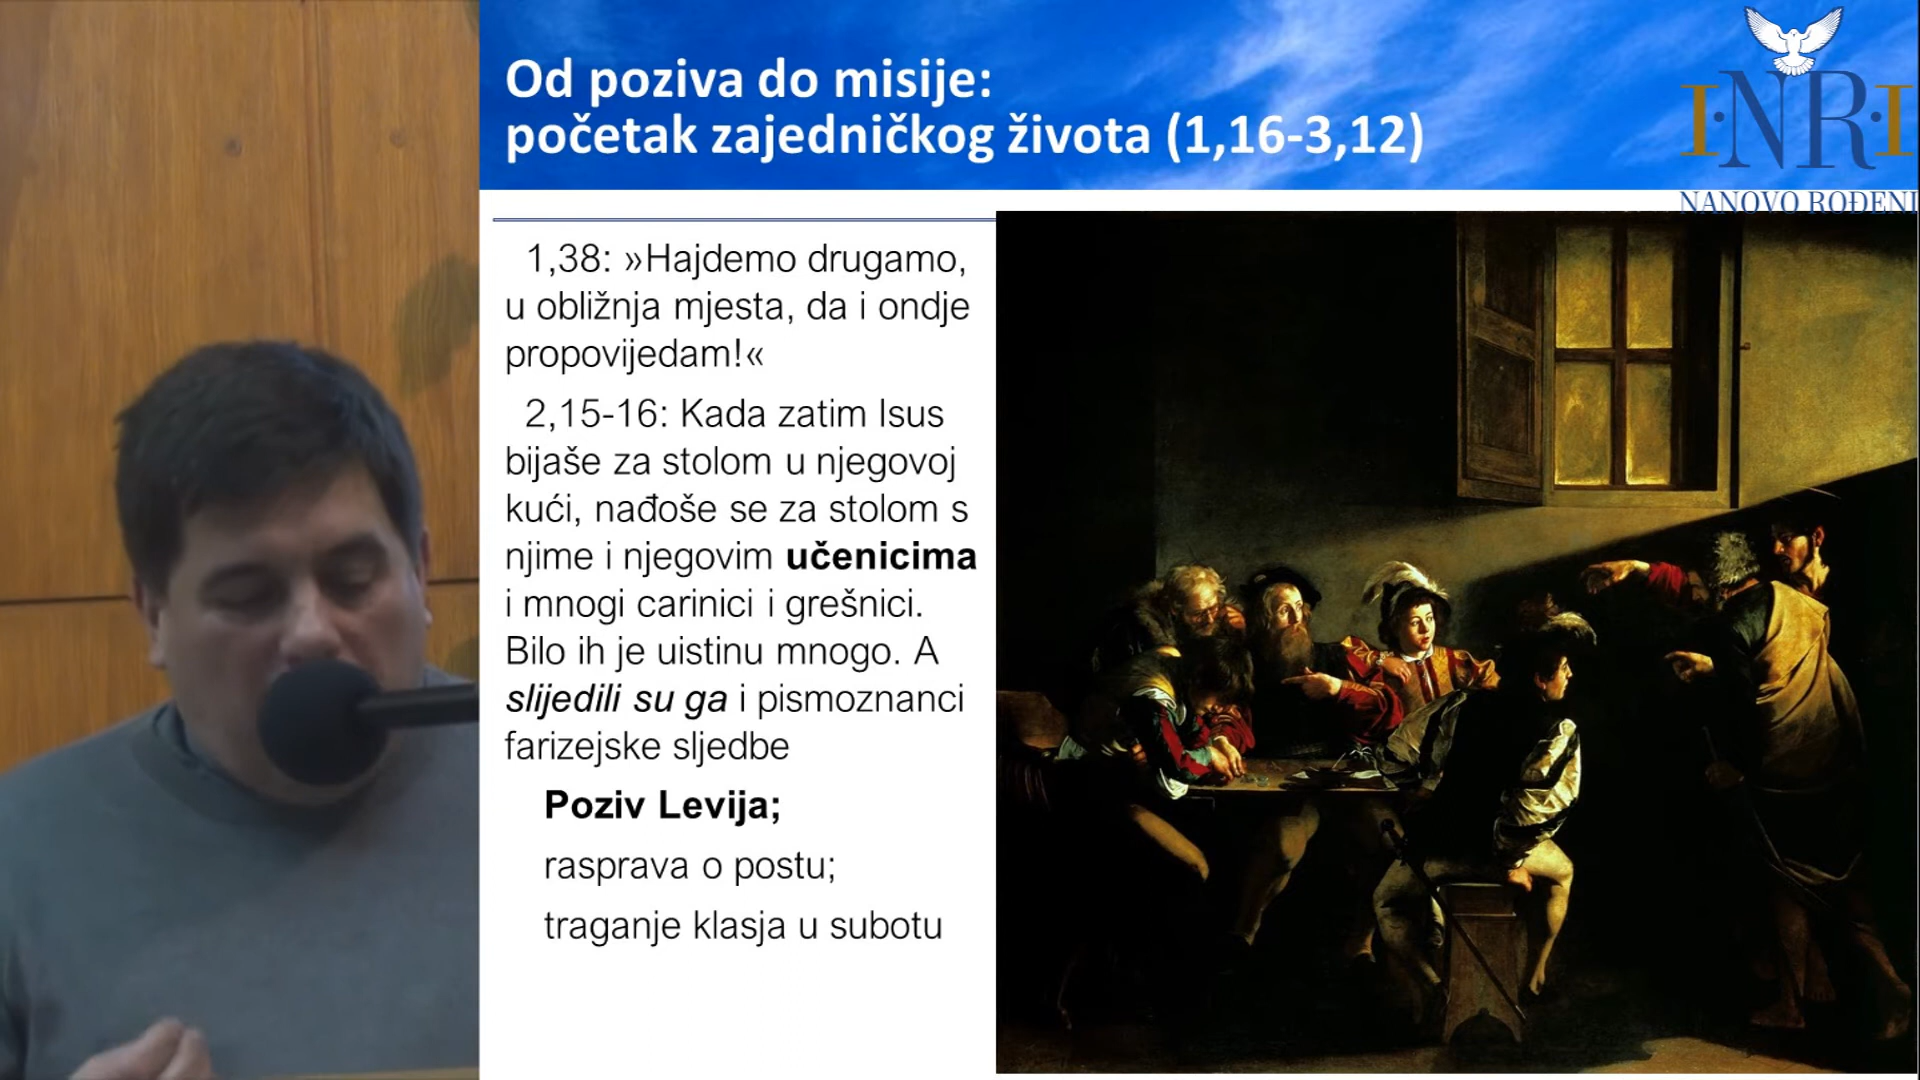 Od poziva do misije:
početak zajedničkog života (1,16-3,12)
I·NR·I
NANOVO ROĐENI
1,38: »Hajdemo drugamo,
u obližnja mjesta, da i ondje
propovijedam!«
2,15-16: Kada zatim Isus
bijaše za stolom u njegovoj
kući, nađoše se za stolom s
njime i njegovim učenicima
i mnogi carinici i grešnici.
Bilo ih je uistinu mnogo. A
slijedili su ga i pismoznanci
farizejske sljedbe
Poziv Levija;
rasprava o postu;
traganje klasja u subotu